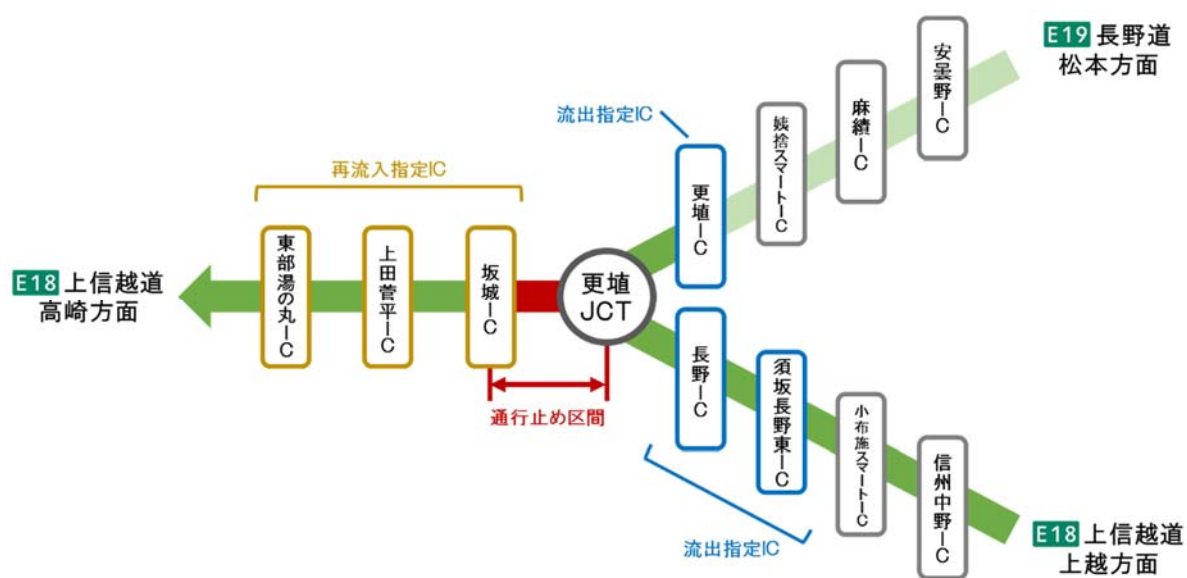 E19 長野道
松本方面
安曇野IC
麻績IC
姨捨スマートIC
流出指定IC
更埴IC
再流入指定IC
東部湯の丸IC
上田菅平IC
坂城IC
更埴
JCT
E18 上信越道
高崎方面
通行止め区間
長野IC
須坂長野東IC
小布施スマートIC
信州中野IC
流出指定IC
E18 上信越道
上越方面